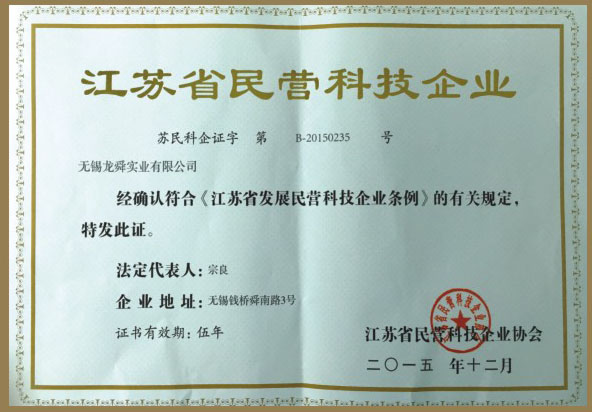 江苏省民营科技企业
苏民科企证字 第 B-20150235 号
无锡龙舜实业有限公司
经确认符合《江苏省发展民营科技企业条例》的有关规定，
特发此证。
法定代表人：宗良
企业地址：无锡钱桥舜南路3号
证书有效期：伍年
江苏省民营科技企业协会
二〇一五年十二月